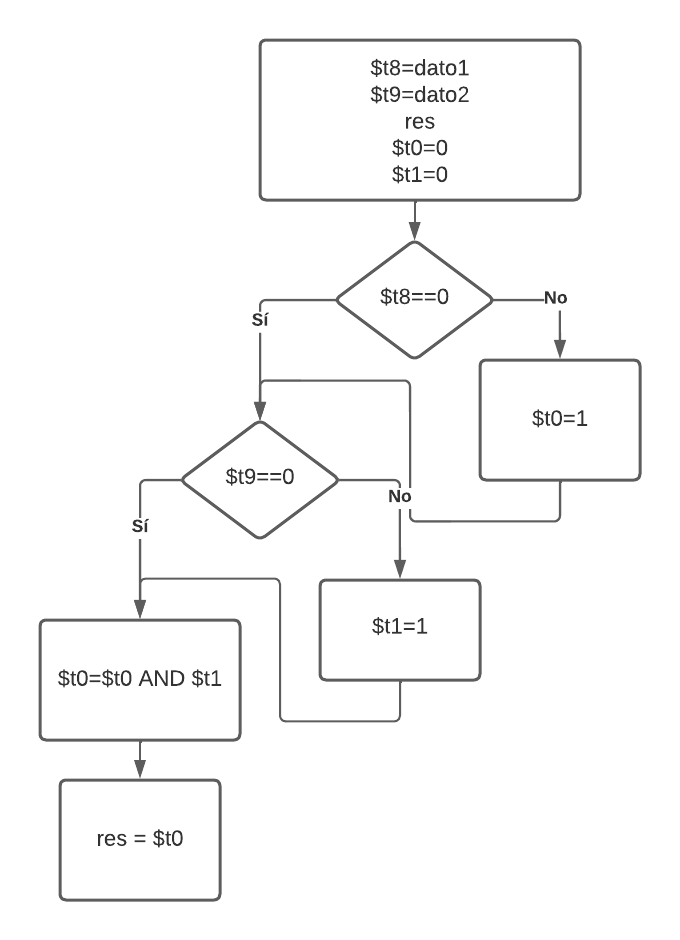 $t8=dato1
$t9=dato2
res
$t0=0
$t1=0
$t8==0
No
Sí
$t0=1
$t9==0
No
Sí
$t1=1
$t0=$t0 AND $t1
res = $t0